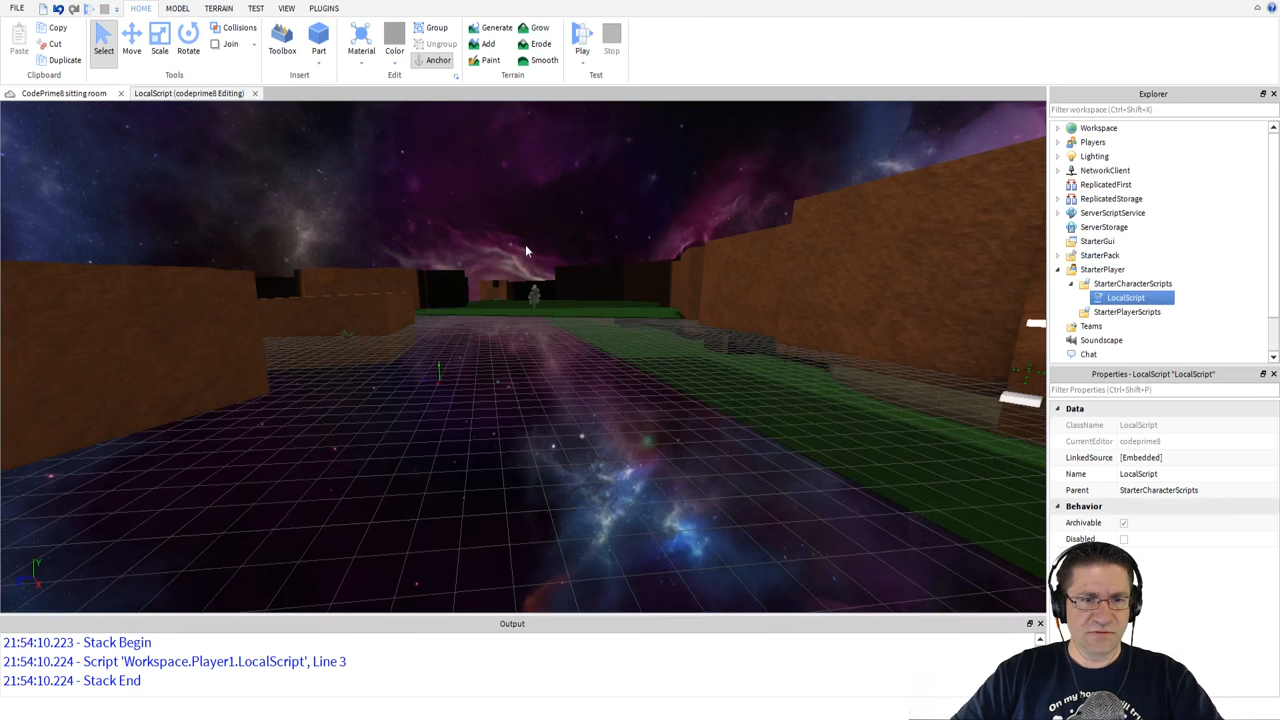 FILE HOME MODEL TERRAIN TEST VIEW PLUGINS
Paste Copy Cut Duplicate Clipboard
Select Move Scale Rotate Collisions Join Tools
Toolbox Part Insert
Material Color Group Ungroup Anchor Edit
Generate Grow Add Erode Paint Smooth Terrain
Play Stop Test
CodePrime8 sitting room LocalScript (codeprime8 Editing)
Explorer
Filter workspace (Ctrl+Shift+X)
Workspace
Players
Lighting
NetworkClient
ReplicatedFirst
ReplicatedStorage
ServerScriptService
ServerStorage
StarterGui
StarterPack
StarterPlayer
StarterCharacterScripts
LocalScript
StarterPlayerScripts
Teams
Soundscape
Chat
Properties - LocalScript "LocalScript"
Filter Properties (Ctrl+Shift+P)
Data
ClassName LocalScript
CurrentEditor codeprime8
LinkedSource [Embedded]
Name LocalScript
Parent StarterCharacterScripts
Behavior
Archivable
Disabled
Y
X
Output
21:54:10.223 - Stack Begin
21:54:10.224 - Script 'Workspace.Player1.LocalScript', Line 3
21:54:10.224 - Stack End
On my
will